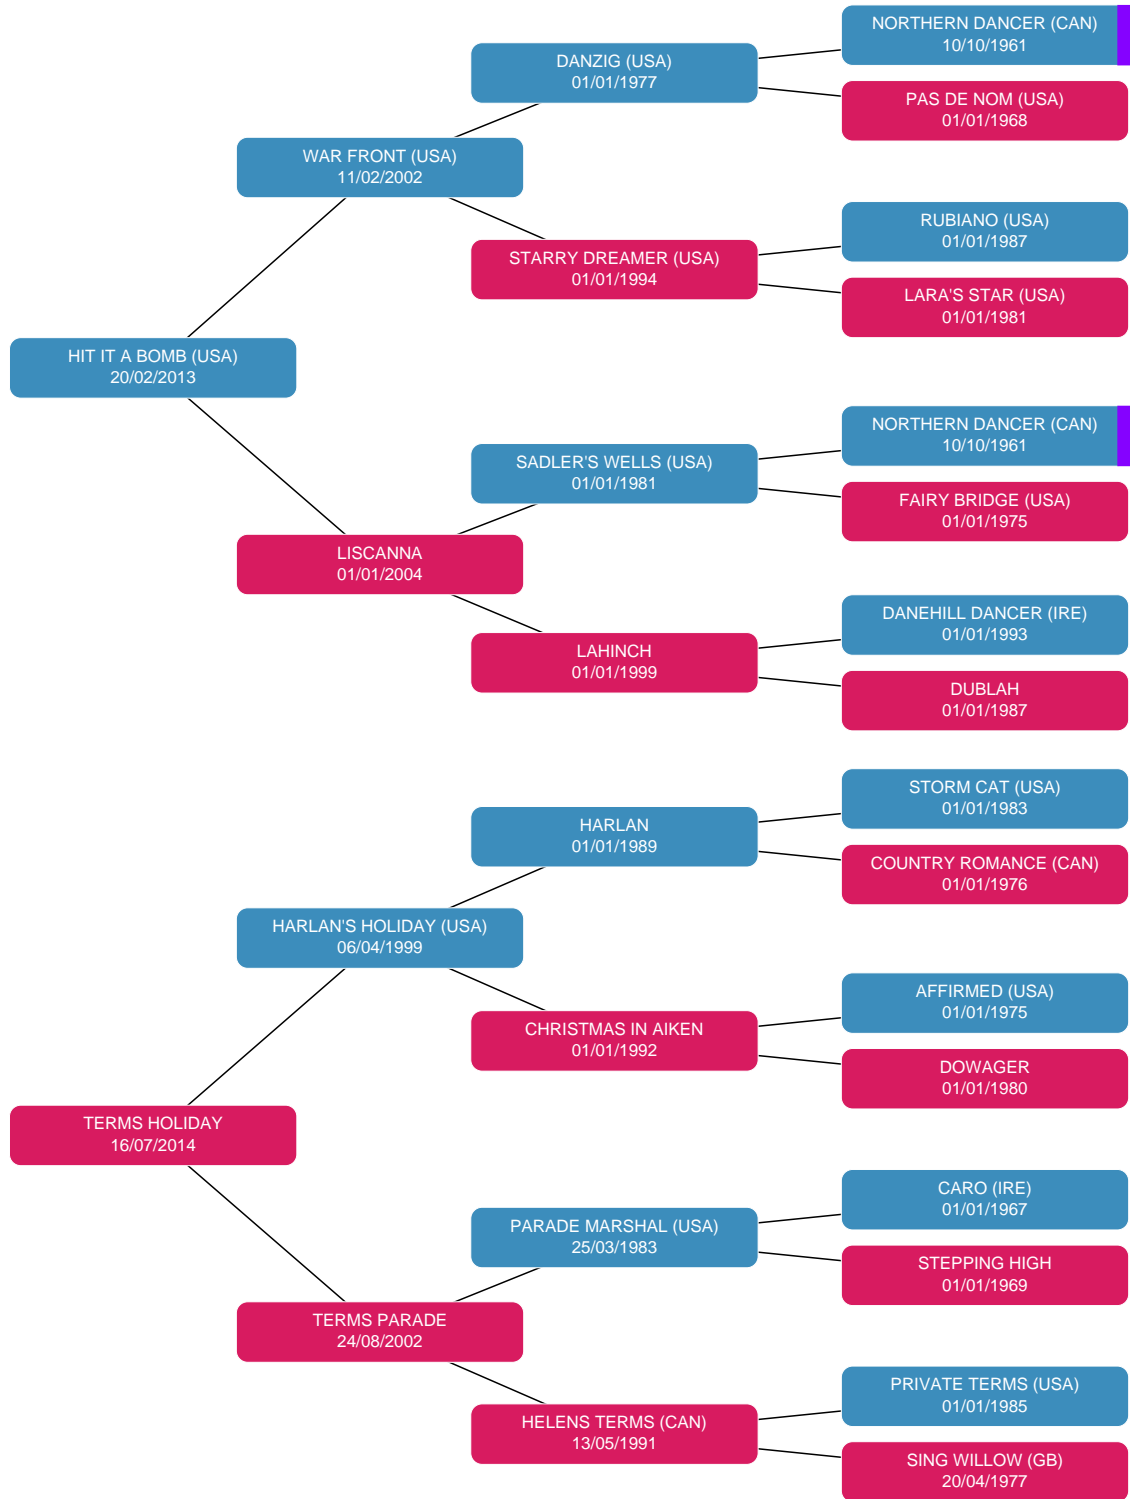 NORTHERN DANCER (CAN)
10/10/1961
DANZIG (USA)
01/01/1977
PAS DE NOM (USA)
01/01/1968
WAR FRONT (USA)
11/02/2002
RUBIANO (USA)
01/01/1987
STARRY DREAMER (USA)
01/01/1994
LARA'S STAR (USA)
01/01/1981
HIT IT A BOMB (USA)
20/02/2013
NORTHERN DANCER (CAN)
10/10/1961
SADLER'S WELLS (USA)
01/01/1981
FAIRY BRIDGE (USA)
01/01/1975
LISCANNA
01/01/2004
DANEHILL DANCER (IRE)
01/01/1993
LAHINCH
01/01/1999
DUBLAH
01/01/1987
STORM CAT (USA)
01/01/1983
HARLAN
01/01/1989
COUNTRY ROMANCE (CAN)
01/01/1976
HARLAN'S HOLIDAY (USA)
06/04/1999
AFFIRMED (USA)
01/01/1975
CHRISTMAS IN AIKEN
01/01/1992
DOWAGER
01/01/1980
TERMS HOLIDAY
16/07/2014
CARO (IRE)
01/01/1967
PARADE MARSHAL (USA)
25/03/1983
STEPPING HIGH
01/01/1969
TERMS PARADE
24/08/2002
PRIVATE TERMS (USA)
01/01/1985
HELENS TERMS (CAN)
13/05/1991
SING WILLOW (GB)
20/04/1977